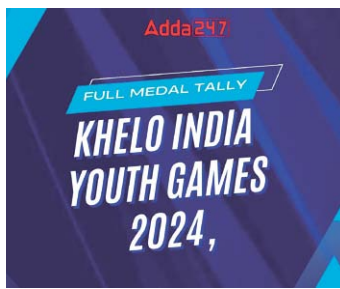 Adda247
FULL MEDAL TALLY
KHELO INDIA
YOUTH GAMES
2024,